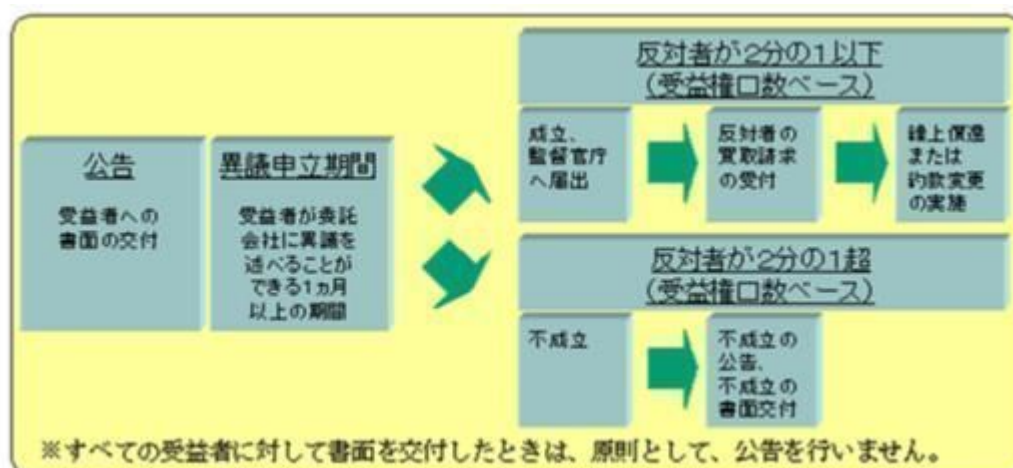 公告
受益者への
書面の交付
異議申立期間
受益者が委託
会社に異議を
述べることが
できる1ヵ月
以上の期間
反対者が2分の1以下
(受益権口数ベース)
成立、
監督官庁
へ届出
反対者の
買取請求
の受付
繰上償還
または
約款変更
の実施
反対者が2分の1超
(受益権口数ベース)
不成立
不成立の
公告、
不成立の
書面交付
※すべての受益者に対して書面を交付したときは、原則として、公告を行いません。